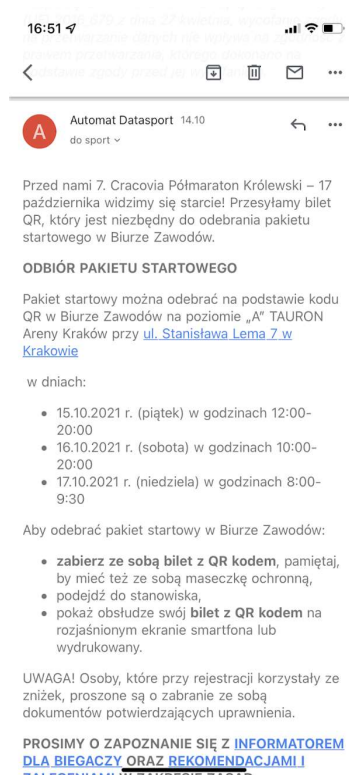 16:51
Automat Datasport 14.10
A
do sport
Przed nami 7. Cracovia Półmaraton Królewski – 17
października widzimy się starcie! Przesyłamy bilet
QR, który jest niezbędny do odebrania pakietu
startowego w Biurze Zawodów.
ODBIÓR PAKIETU STARTOWEGO
Pakiet startowy można odebrać na podstawie kodu
QR w Biurze Zawodów na poziomie „A” TAURON
Areny Kraków przy ul. Stanisława Lema 7 w
Krakowie
w dniach:
• 15.10.2021 r. (piątek) w godzinach 12:00-
20:00
• 16.10.2021 r. (sobota) w godzinach 10:00-
20:00
• 17.10.2021 r. (niedziela) w godzinach 8:00-
9:30
Aby odebrać pakiet startowy w Biurze Zawodów:
• zabierz ze sobą bilet z QR kodem, pamiętaj,
by mieć też ze sobą maseczkę ochronną,
• podejdź do stanowiska,
• pokaż obsłudze swój bilet z QR kodem na
rozjaśnionym ekranie smartfona lub
wydrukowany.
UWAGA! Osoby, które przy rejestracji korzystały ze
zniżek, proszone są o zabranie ze sobą
dokumentów potwierdzających uprawnienia.
PROSIMY O ZAPOZNANIE SIĘ Z INFORMATOREM
DLA BIEGACZY ORAZ REKOMENDACJAMI I